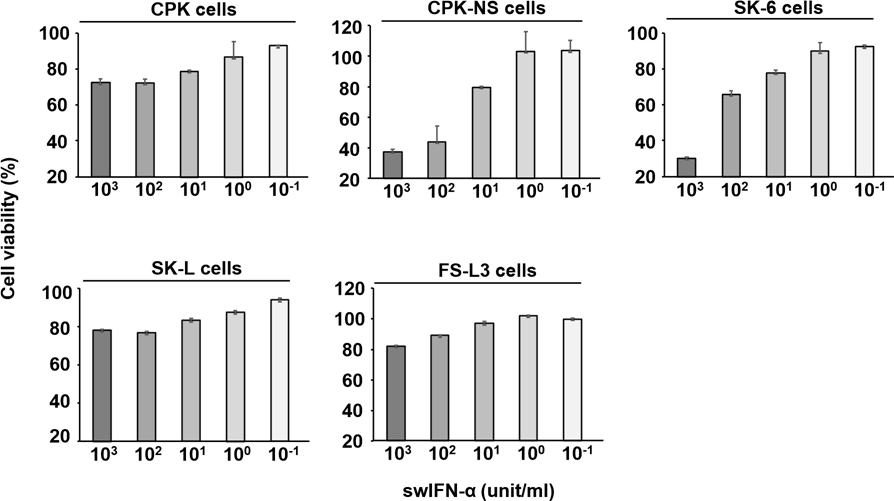 CPK cells
100
80
60
40
20
10³ 10² 10¹ 10⁰ 10⁻¹
CPK-NS cells
120
100
80
60
40
20
10³ 10² 10¹ 10⁰ 10⁻¹
SK-6 cells
100
80
60
40
20
10³ 10² 10¹ 10⁰ 10⁻¹
Cell viability (%)
SK-L cells
100
80
60
40
20
10³ 10² 10¹ 10⁰ 10⁻¹
FS-L3 cells
120
100
80
60
40
20
10³ 10² 10¹ 10⁰ 10⁻¹
swIFN-α (unit/ml)